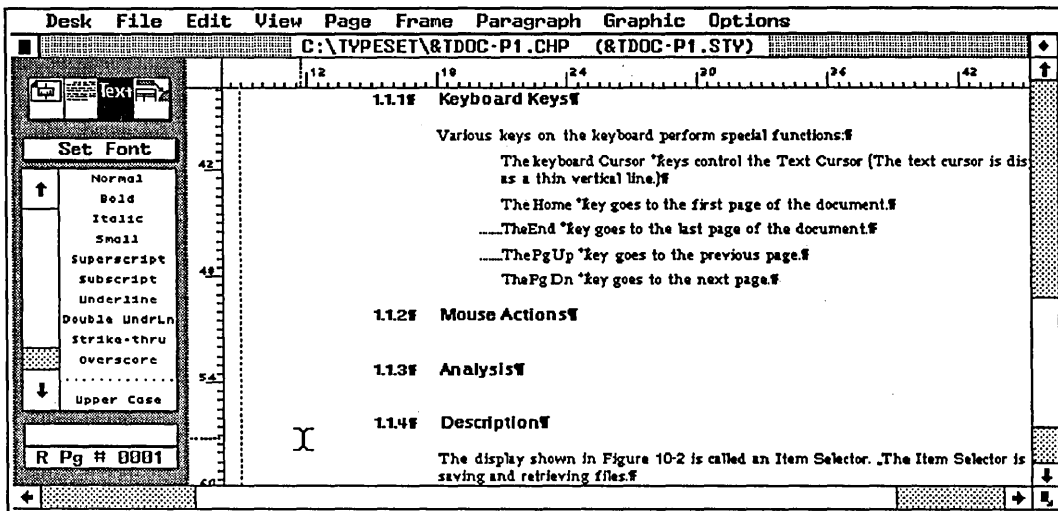 Desk File Edit View Page Frame Paragraph Graphic Options
C:\TYPESET\&TDOC-P1.CHP (&TDOC-P1.STY)
12 18 24 30 36 42
Text
Set Font
Normal
Bold
Italic
Small
Superscript
Subscript
Underline
Double UndrLn
Strike-thru
Overscore
Upper Case
R Pg # 0001
42
48
54
60
1.1.1¶ Keyboard Keys¶
Various keys on the keyboard perform special functions:¶
The keyboard Cursor °keys control the Text Cursor (The text cursor is dis
as a thin vertical line.)¶
The Home °key goes to the first page of the document.¶
The End °key goes to the last page of the document.¶
The Pg Up °key goes to the previous page.¶
The Pg Dn °key goes to the next page.¶
1.1.2¶ Mouse Actions¶
1.1.3¶ Analysis¶
1.1.4¶ Description¶
The display shown in Figure 10-2 is called an Item Selector. The Item Selector is
saving and retrieving files.¶